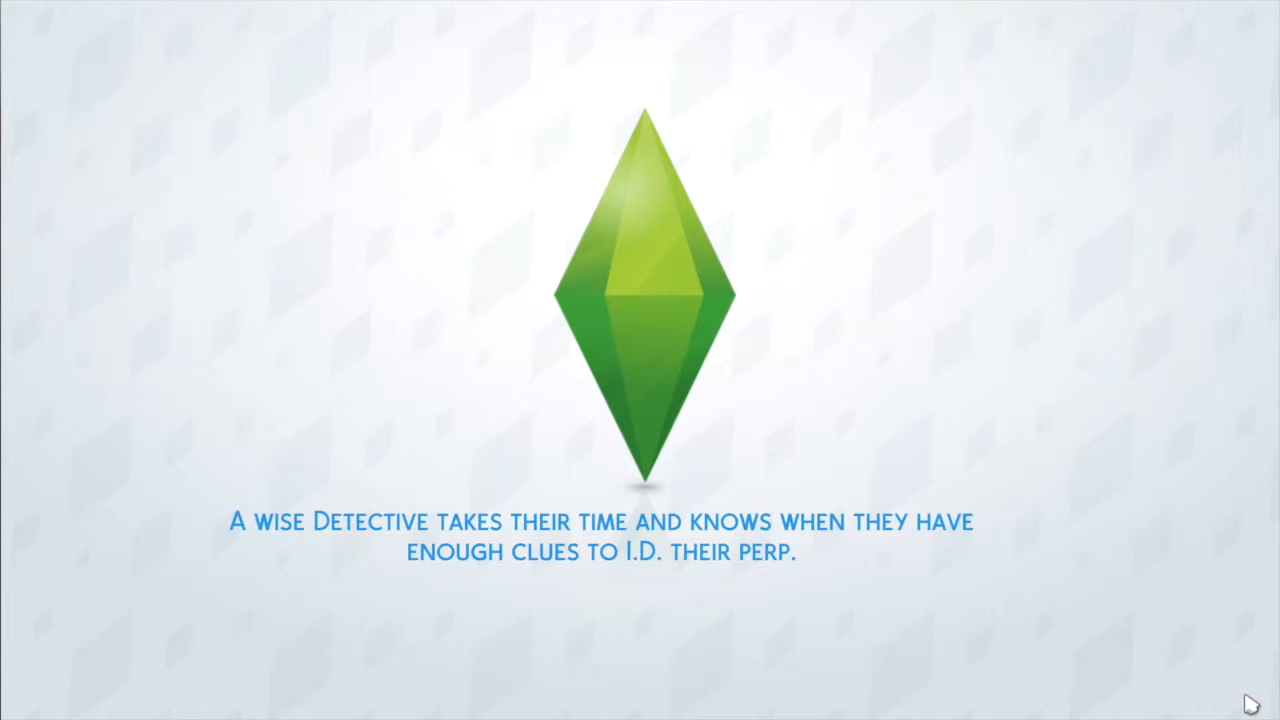 A wise Detective takes their time and knows when they have
enough clues to I.D. their perp.